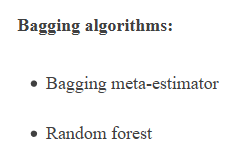 Bagging algorithms:
• Bagging meta-estimator
• Random forest